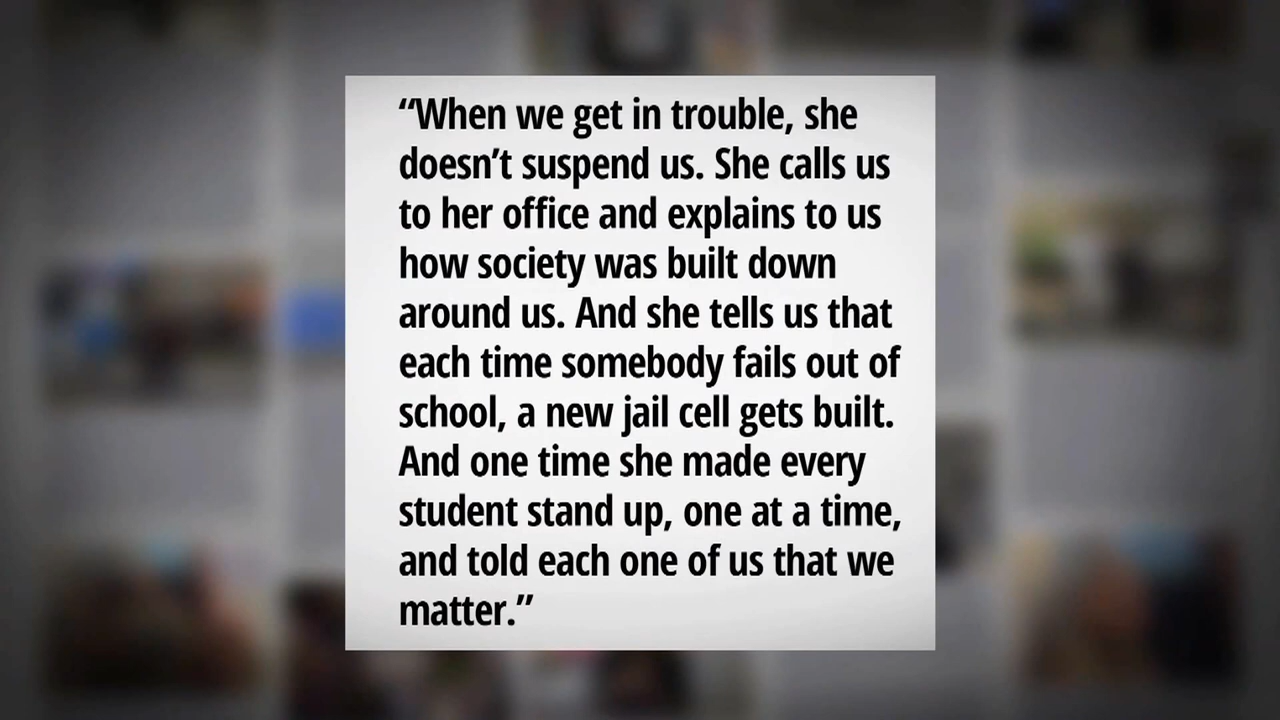 “When we get in trouble, she
doesn’t suspend us. She calls us
to her office and explains to us
how society was built down
around us. And she tells us that
each time somebody fails out of
school, a new jail cell gets built.
And one time she made every
student stand up, one at a time,
and told each one of us that we
matter.”